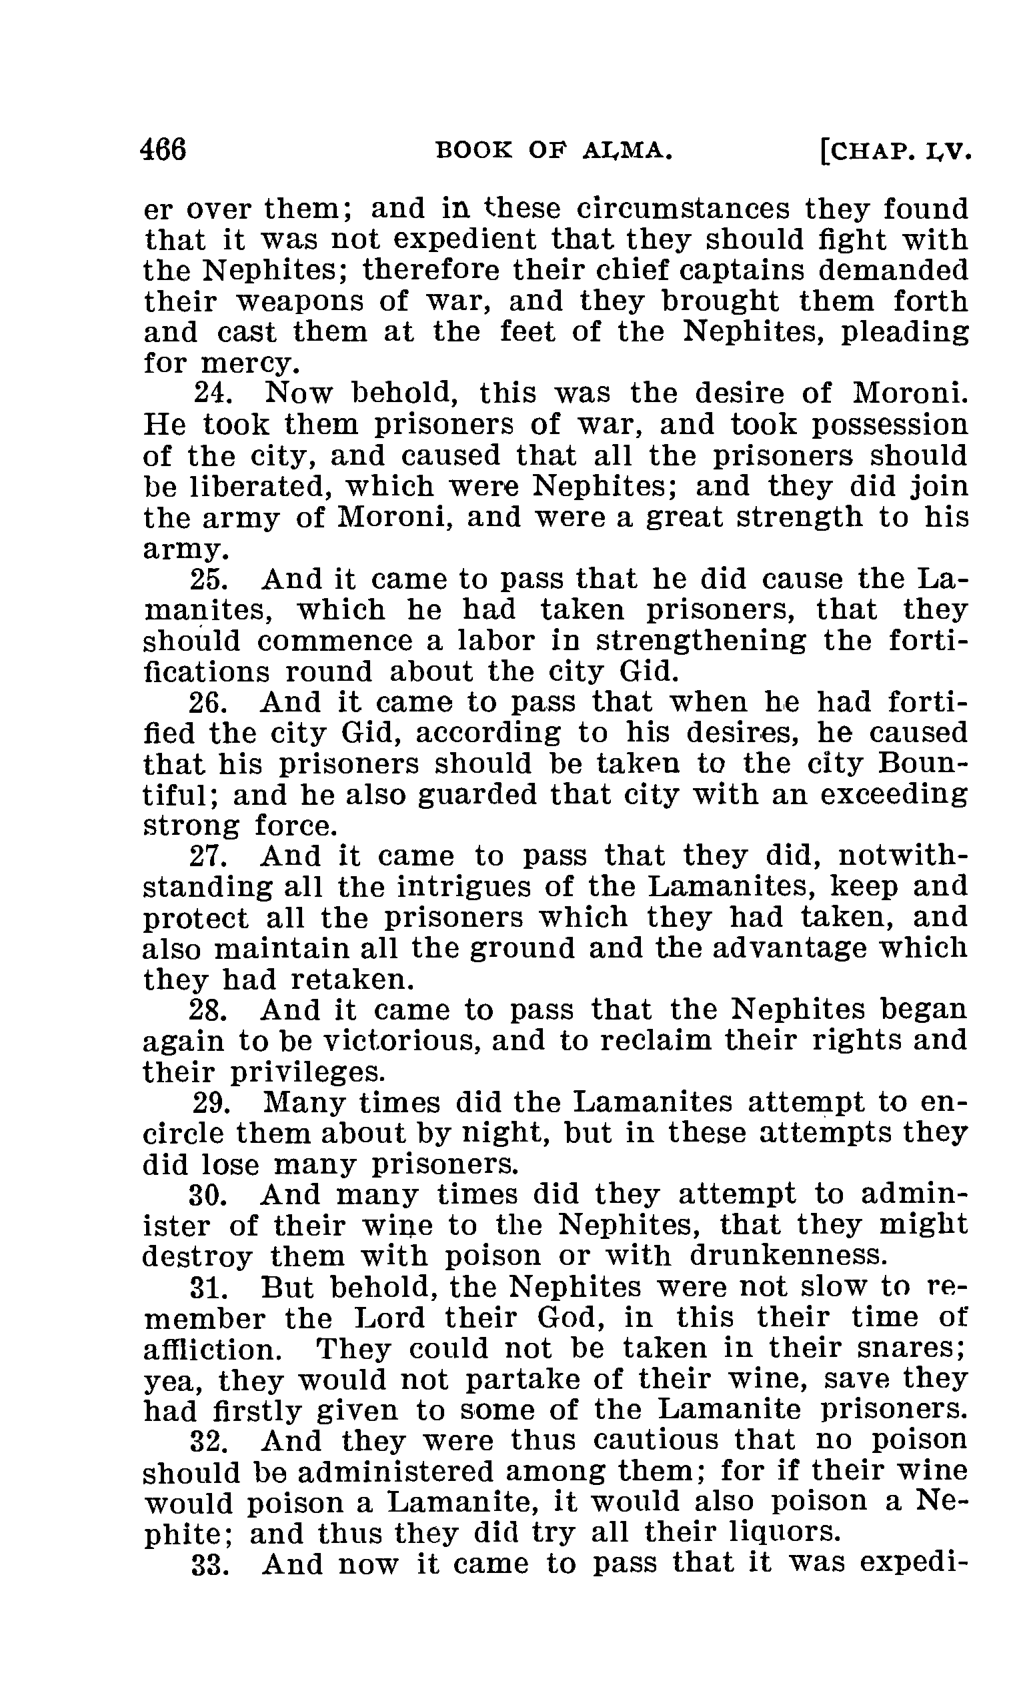 466 BOOK OF ALMA. [CHAP. LV.
er over them; and in these circumstances they found
that it was not expedient that they should fight with
the Nephites; therefore their chief captains demanded
their weapons of war, and they brought them forth
and cast them at the feet of the Nephites, pleading
for mercy.
24. Now behold, this was the desire of Moroni.
He took them prisoners of war, and took possession
of the city, and caused that all the prisoners should
be liberated, which were Nephites; and they did join
the army of Moroni, and were a great strength to his
army.
25. And it came to pass that he did cause the La-
manites, which he had taken prisoners, that they
should commence a labor in strengthening the forti-
fications round about the city Gid.
26. And it came to pass that when he had forti-
fied the city Gid, according to his desires, he caused
that his prisoners should be taken to the city Boun-
tiful; and he also guarded that city with an exceeding
strong force.
27. And it came to pass that they did, notwith-
standing all the intrigues of the Lamanites, keep and
protect all the prisoners which they had taken, and
also maintain all the ground and the advantage which
they had retaken.
28. And it came to pass that the Nephites began
again to be victorious, and to reclaim their rights and
their privileges.
29. Many times did the Lamanites attempt to en-
circle them about by night, but in these attempts they
did lose many prisoners.
30. And many times did they attempt to admin-
ister of their wine to the Nephites, that they might
destroy them with poison or with drunkenness.
31. But behold, the Nephites were not slow to re-
member the Lord their God, in this their time of
affliction. They could not be taken in their snares;
yea, they would not partake of their wine, save they
had firstly given to some of the Lamanite prisoners.
32. And they were thus cautious that no poison
should be administered among them; for if their wine
would poison a Lamanite, it would also poison a Ne-
phite; and thus they did try all their liquors.
33. And now it came to pass that it was expedi-